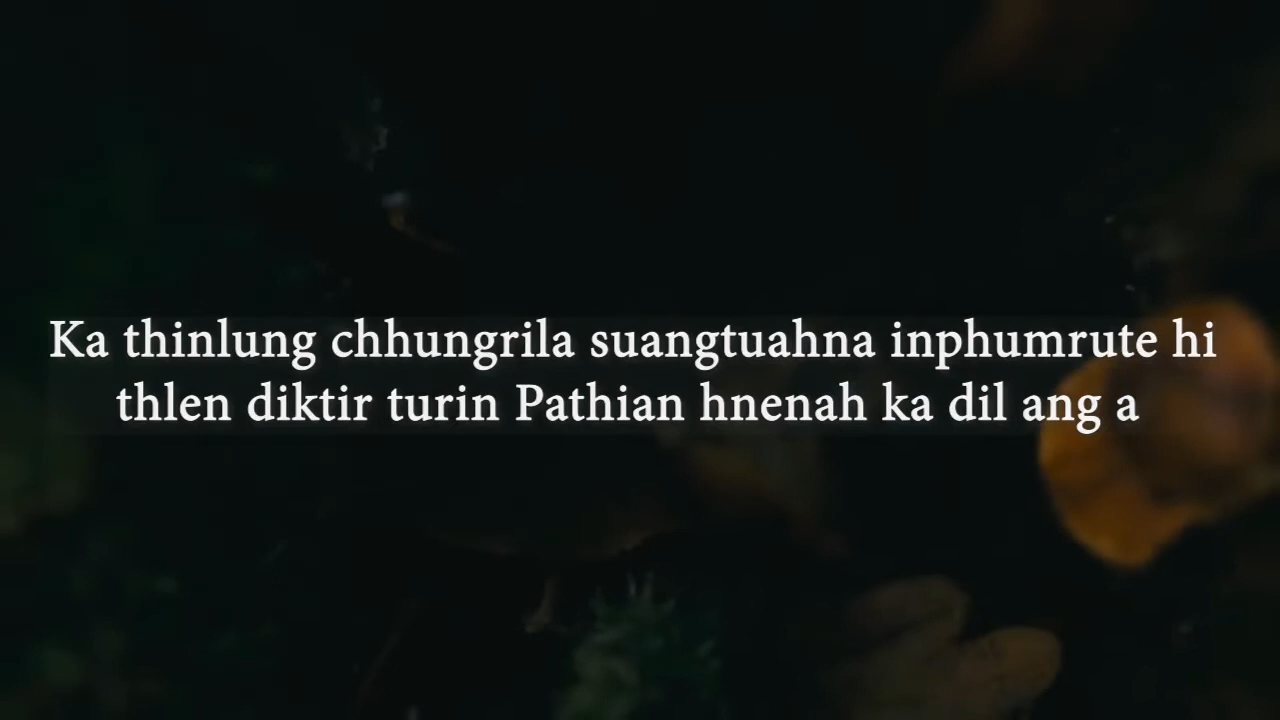 Ka thinlung chhungrila suangtuahna inphumrute hi
thlen diktir turin Pathian hnenah ka dil ang a